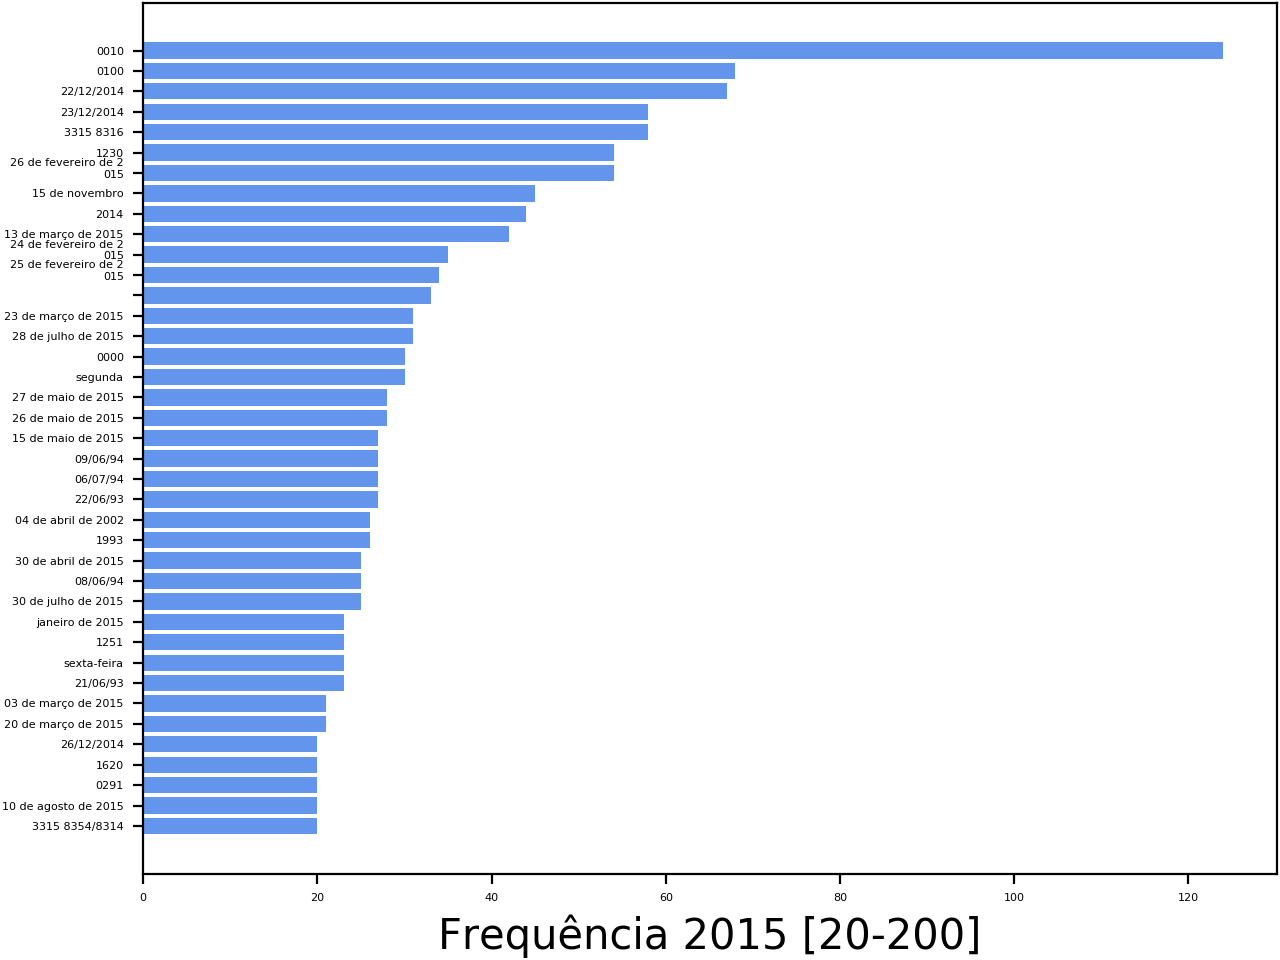 0010
0100
22/12/2014
23/12/2014
3315 8316
1230
26 de fevereiro de 2
015
15 de novembro
2014
13 de março de 2015
24 de fevereiro de 2
015
25 de fevereiro de 2
015
23 de março de 2015
28 de julho de 2015
0000
segunda
27 de maio de 2015
26 de maio de 2015
15 de maio de 2015
09/06/94
06/07/94
22/06/93
04 de abril de 2002
1993
30 de abril de 2015
08/06/94
30 de julho de 2015
janeiro de 2015
1251
sexta-feira
21/06/93
03 de março de 2015
20 de março de 2015
26/12/2014
1620
0291
10 de agosto de 2015
3315 8354/8314
0 20 40 60 80 100 120
Frequência 2015 [20-200]